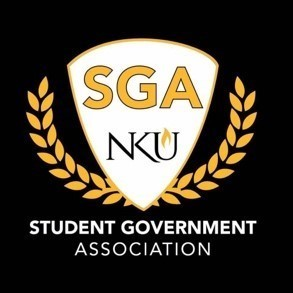 SGA
NKU
STUDENT GOVERNMENT
ASSOCIATION